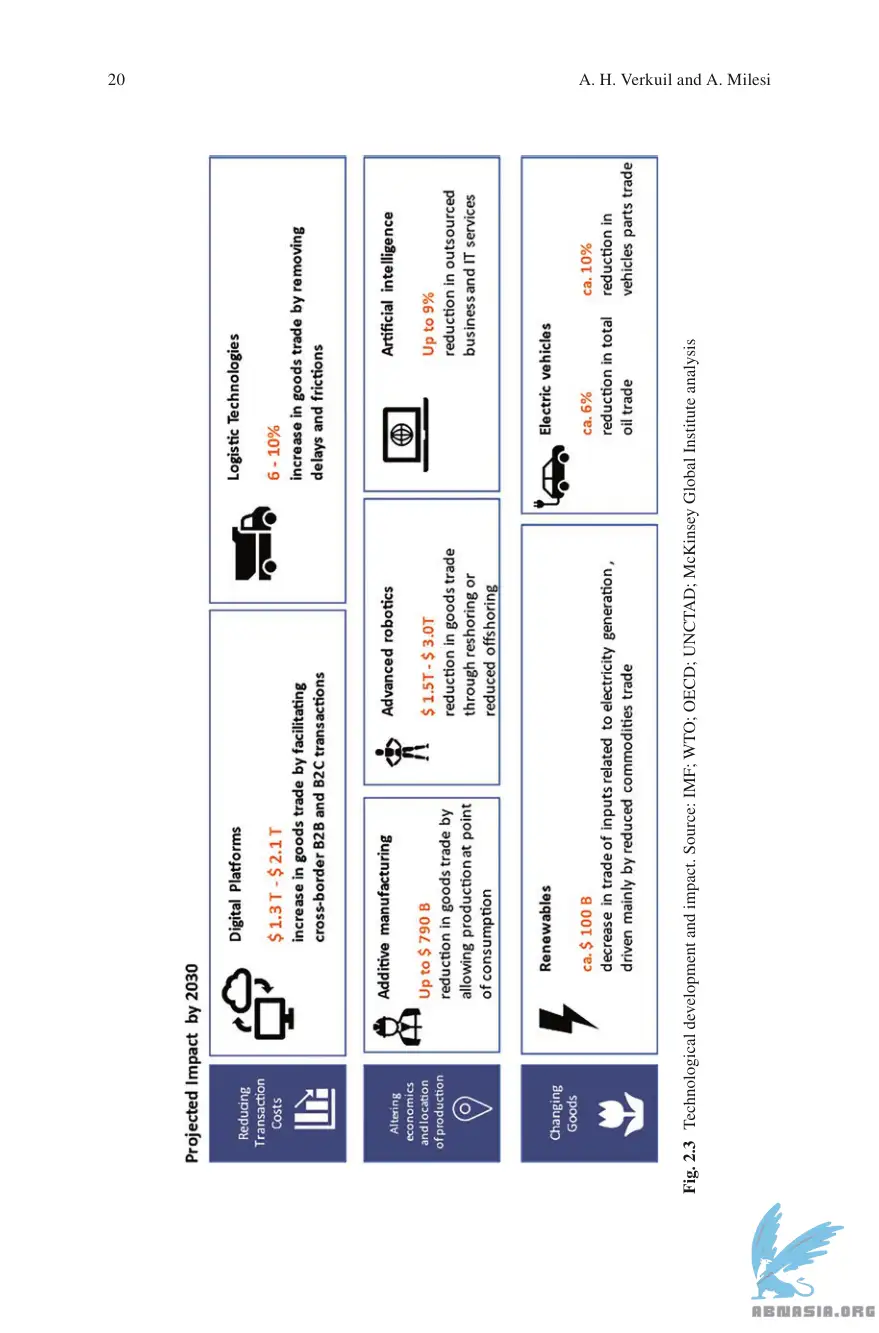 20
A. H. Verkuil and A. Milesi
Projected Impact by 2030
Reducing
Transaction
Costs
Digital Platforms
$ 1.3 T - $ 2.1 T
increase in goods trade by facilitating
cross-border B2B and B2C transactions
Logistic Technologies
6 - 10%
increase in goods trade by removing
delays and frictions
Altering
economics
and location
of production
Additive manufacturing
Up to $ 790 B
reduction in goods trade by
allowing production at point
of consumption
Advanced robotics
$ 1.5T - $ 3.0T
reduction in goods trade
through reshoring or
reduced offshoring
Artificial intelligence
Up to 9%
reduction in outsourced
business and IT services
Changing
Goods
Renewables
ca. $ 100 B
decrease in trade of inputs related to electricity generation,
driven mainly by reduced commodities trade
Electric vehicles
ca. 6%
reduction in total
oil trade
ca. 10%
reduction in
vehicles parts trade
Fig. 2.3 Technological development and impact. Source: IMF; WTO; OECD; UNCTAD; McKinsey Global Institute analysis
ABNASIA.ORG